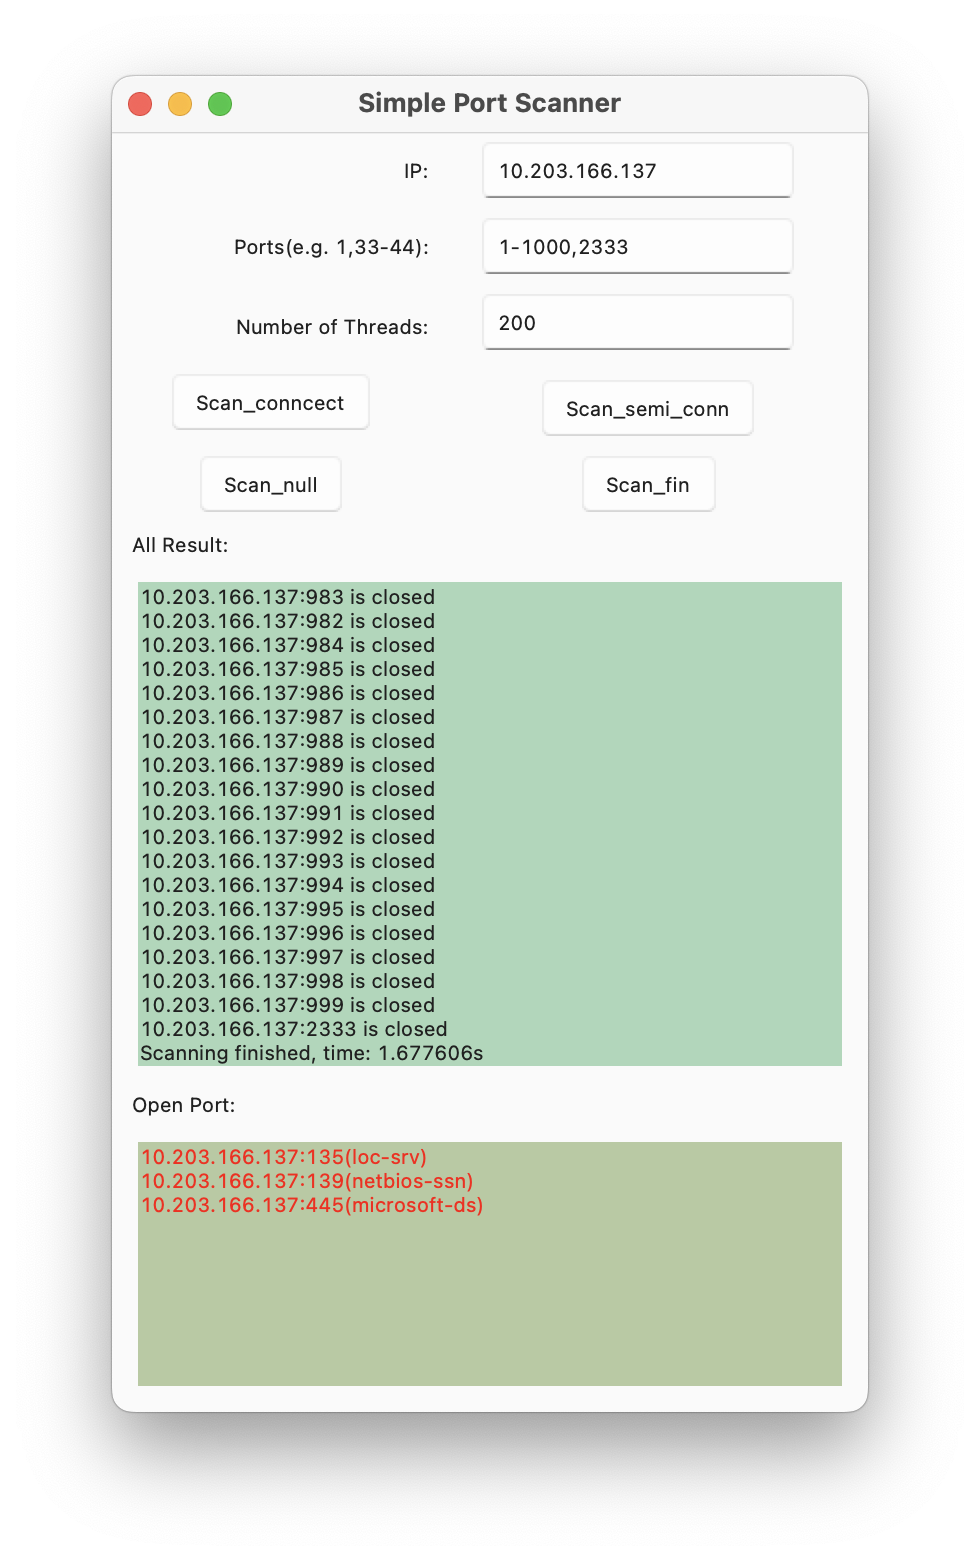 Simple Port Scanner
IP: 10.203.166.137
Ports(e.g. 1,33-44): 1-1000,2333
Number of Threads: 200
Scan_conncect Scan_semi_conn
Scan_null Scan_fin
All Result:
10.203.166.137:983 is closed
10.203.166.137:982 is closed
10.203.166.137:984 is closed
10.203.166.137:985 is closed
10.203.166.137:986 is closed
10.203.166.137:987 is closed
10.203.166.137:988 is closed
10.203.166.137:989 is closed
10.203.166.137:990 is closed
10.203.166.137:991 is closed
10.203.166.137:992 is closed
10.203.166.137:993 is closed
10.203.166.137:994 is closed
10.203.166.137:995 is closed
10.203.166.137:996 is closed
10.203.166.137:997 is closed
10.203.166.137:998 is closed
10.203.166.137:999 is closed
10.203.166.137:2333 is closed
Scanning finished, time: 1.677606s
Open Port:
10.203.166.137:135(loc-srv)
10.203.166.137:139(netbios-ssn)
10.203.166.137:445(microsoft-ds)